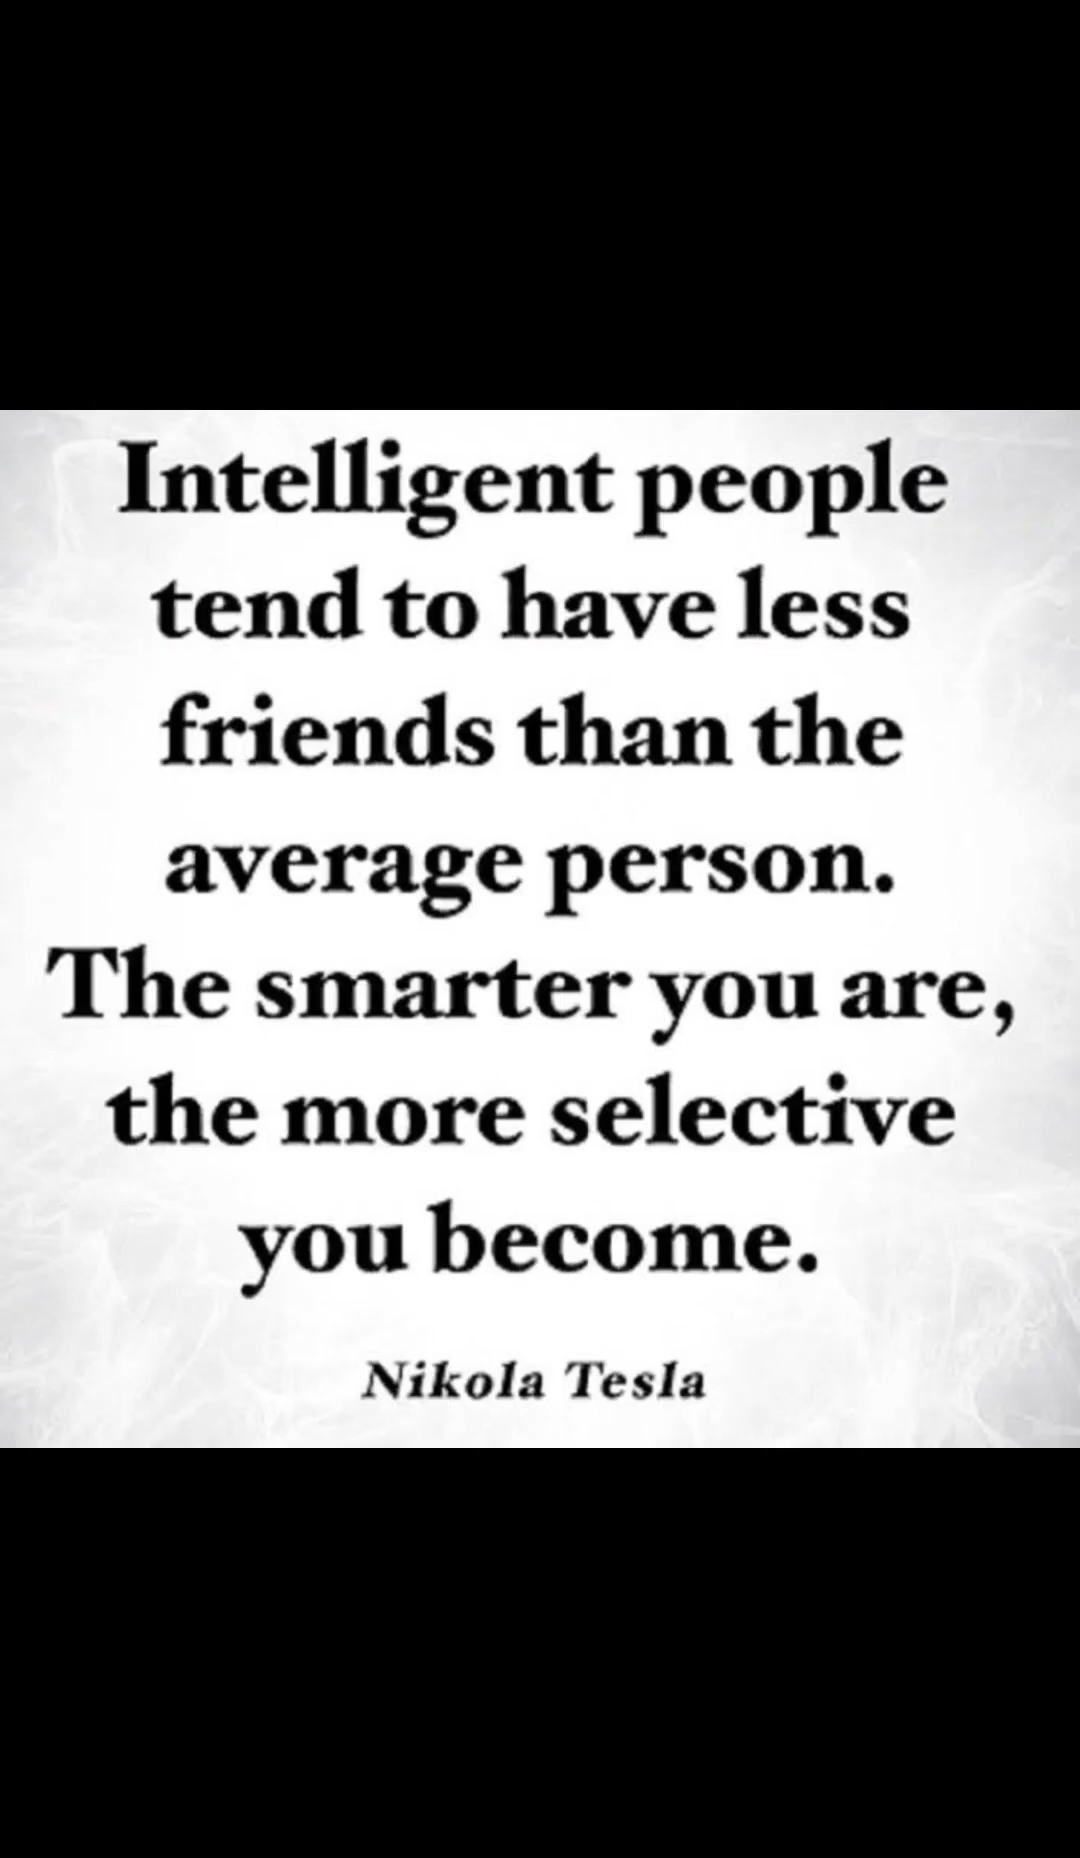 Intelligent people
tend to have less
friends than the
average person.
The smarter you are,
the more selective
you become.
Nikola Tesla